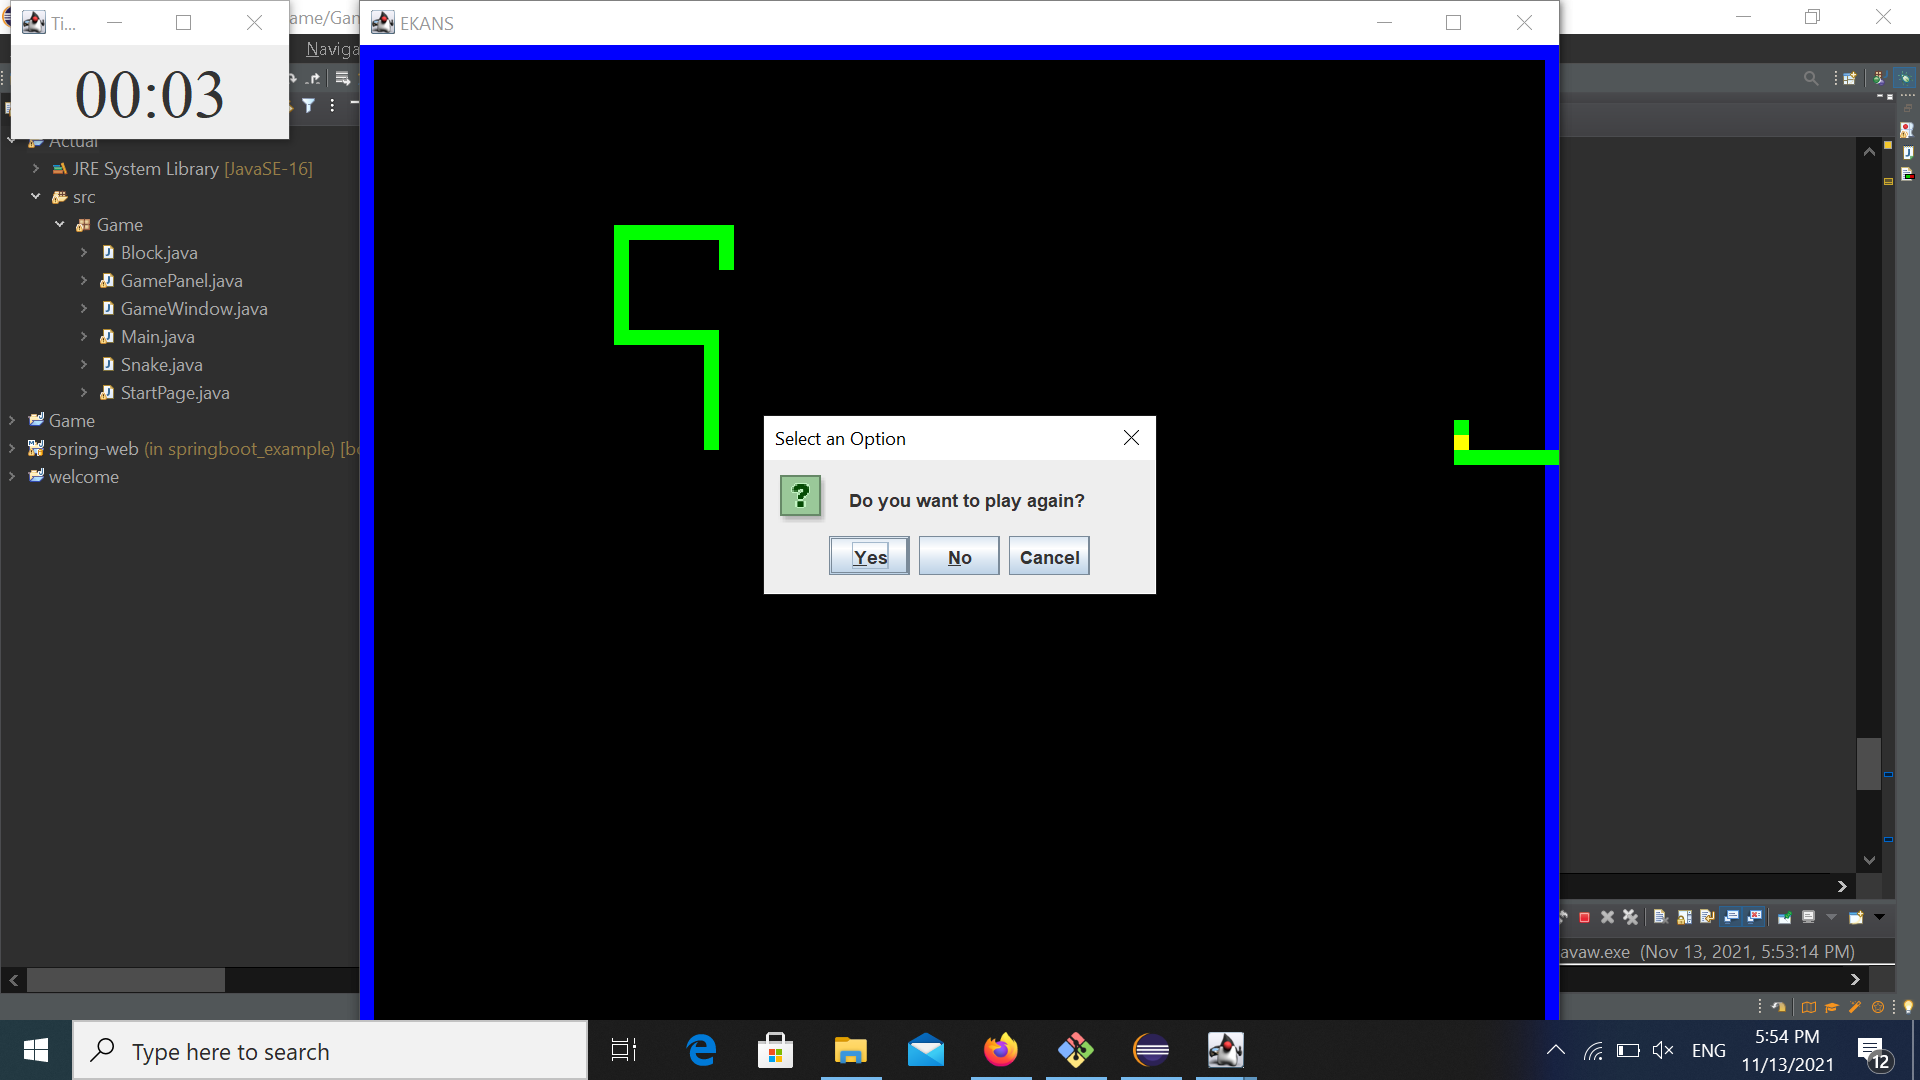 Ti...
ame/Gan
EKANS
Naviga
00:03
Actual
JRE System Library [JavaSE-16]
src
Game
Block.java
GamePanel.java
GameWindow.java
Main.java
Snake.java
StartPage.java
Game
spring-web (in springboot_example) [bo
welcome
Select an Option
Do you want to play again?
Yes No Cancel
avaw.exe (Nov 13, 2021, 5:53:14 PM)
Type here to search
ENG
5:54 PM
11/13/2021
12